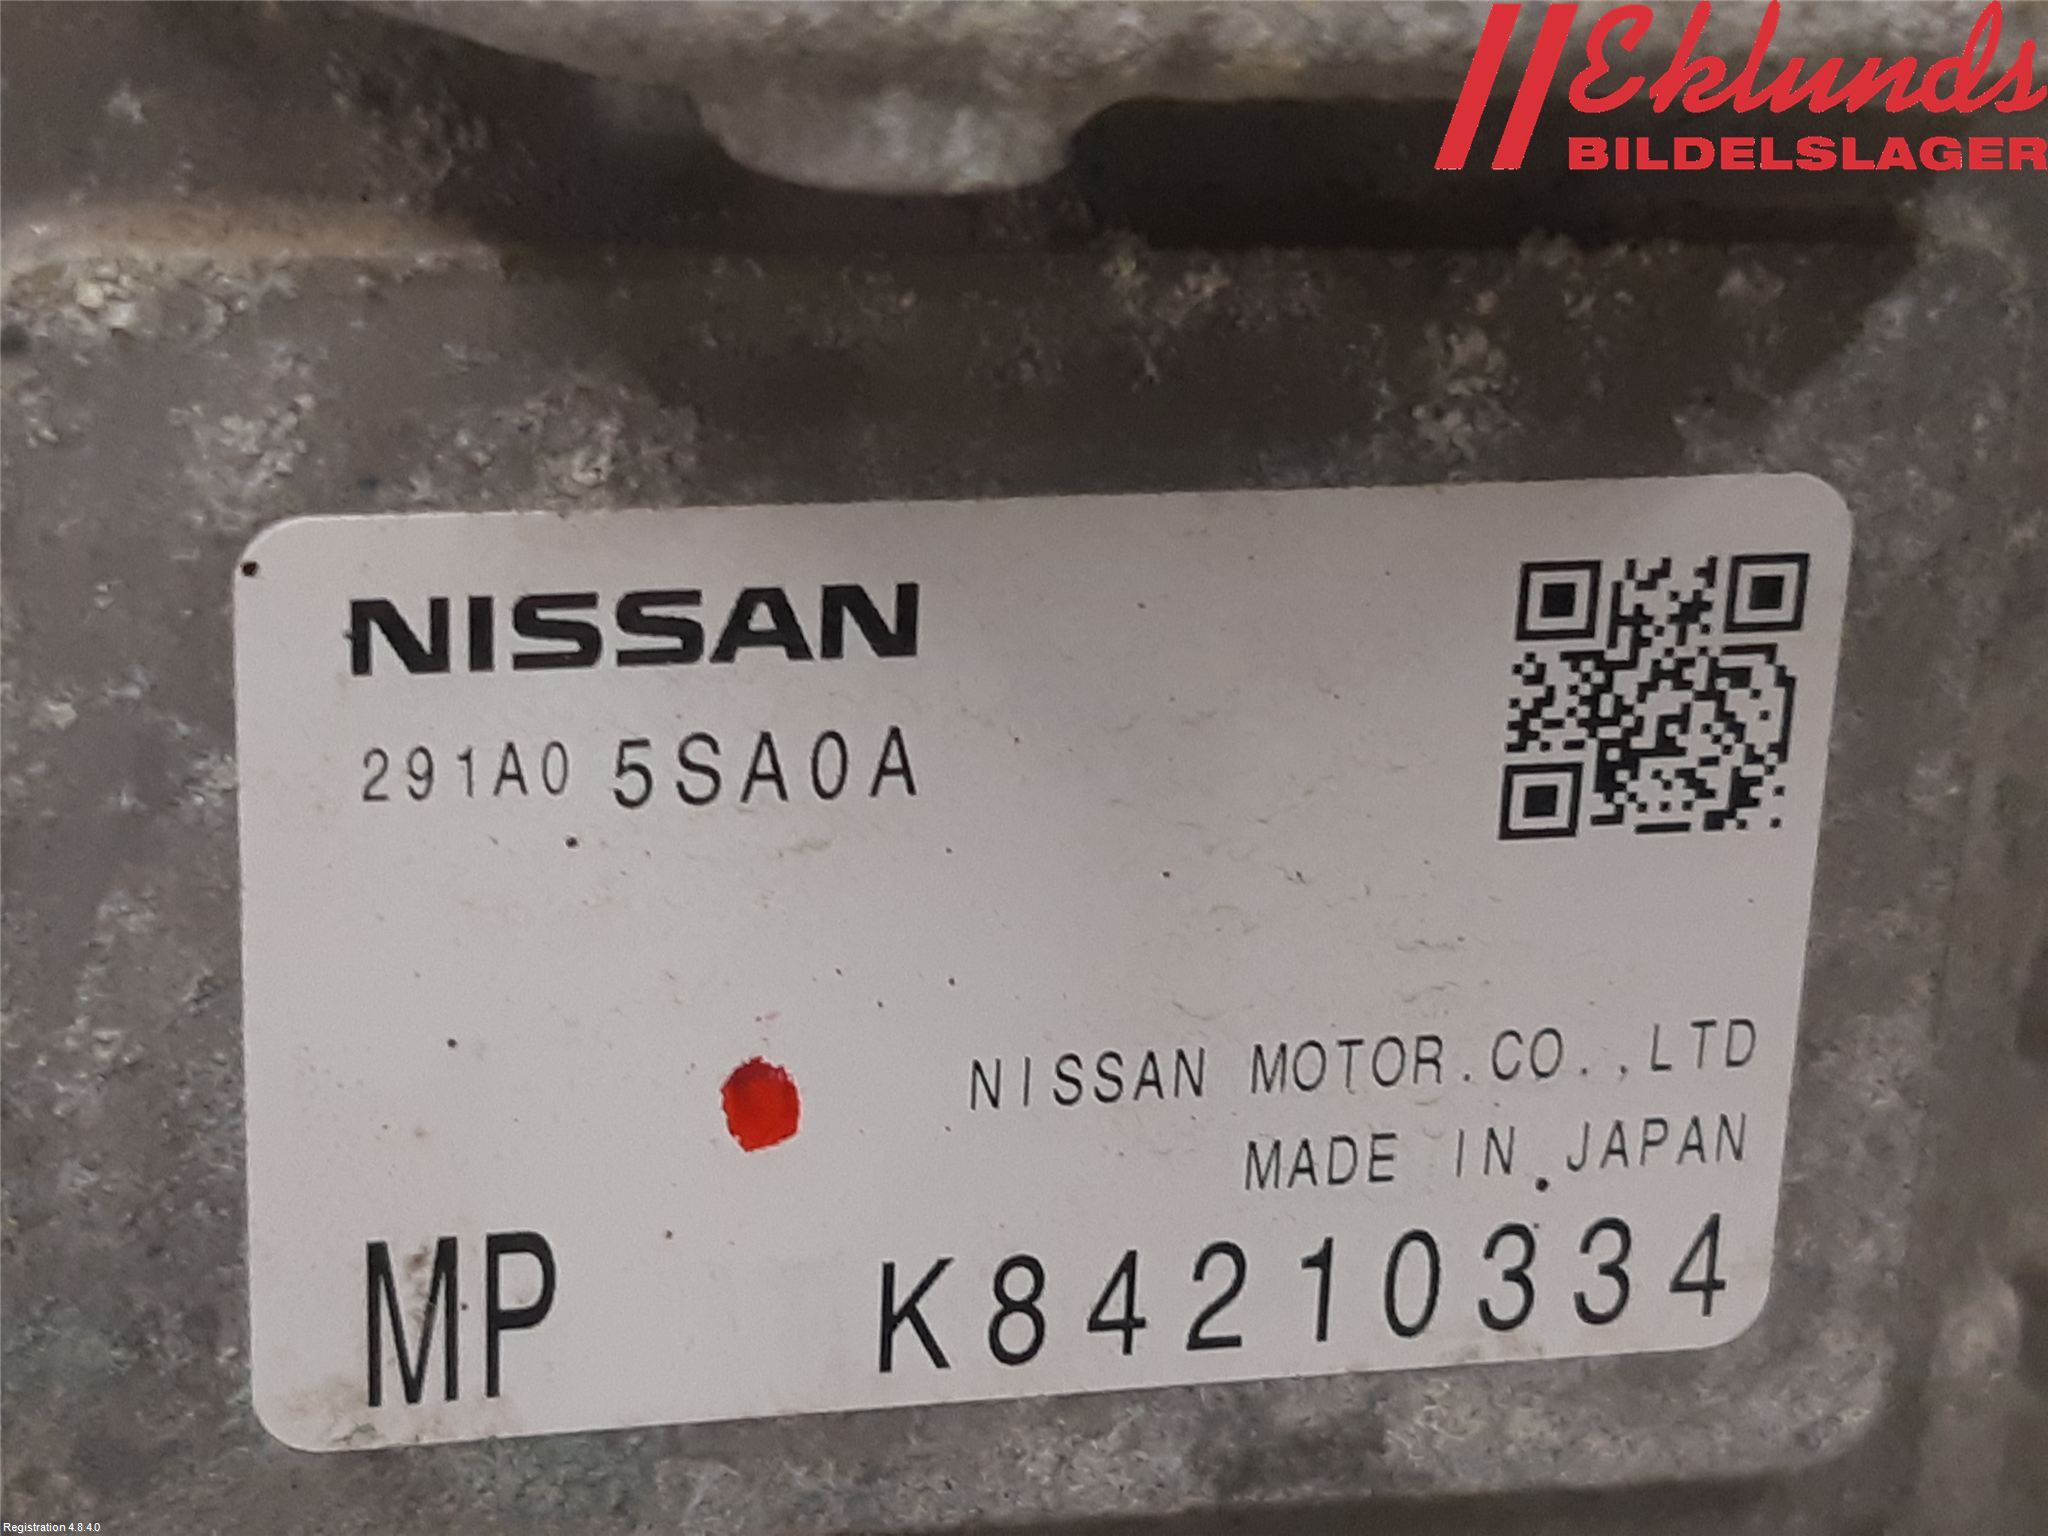 Eklunds
BILDELSLAGER
NISSAN
291A0 5SA0A
NISSAN MOTOR.CO.,LTD
MADE IN JAPAN
MP K84210334
Registration 4.8.4.0